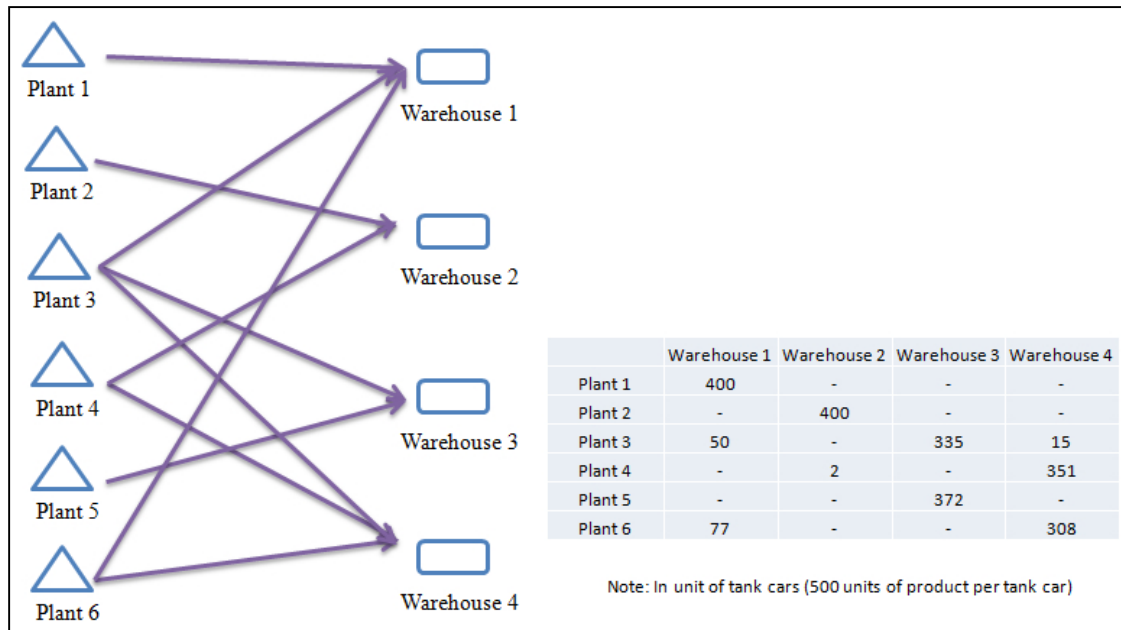 Plant 1
Warehouse 1
Plant 2
Warehouse 2
Plant 3
Plant 4
Warehouse 3
Plant 5
Warehouse 4
Plant 6
Warehouse 1 Warehouse 2 Warehouse 3 Warehouse 4
Plant 1 400 - - -
Plant 2 - 400 - -
Plant 3 50 - 335 15
Plant 4 - 2 - 351
Plant 5 - - 372 -
Plant 6 77 - - 308
Note: In unit of tank cars (500 units of product per tank car)